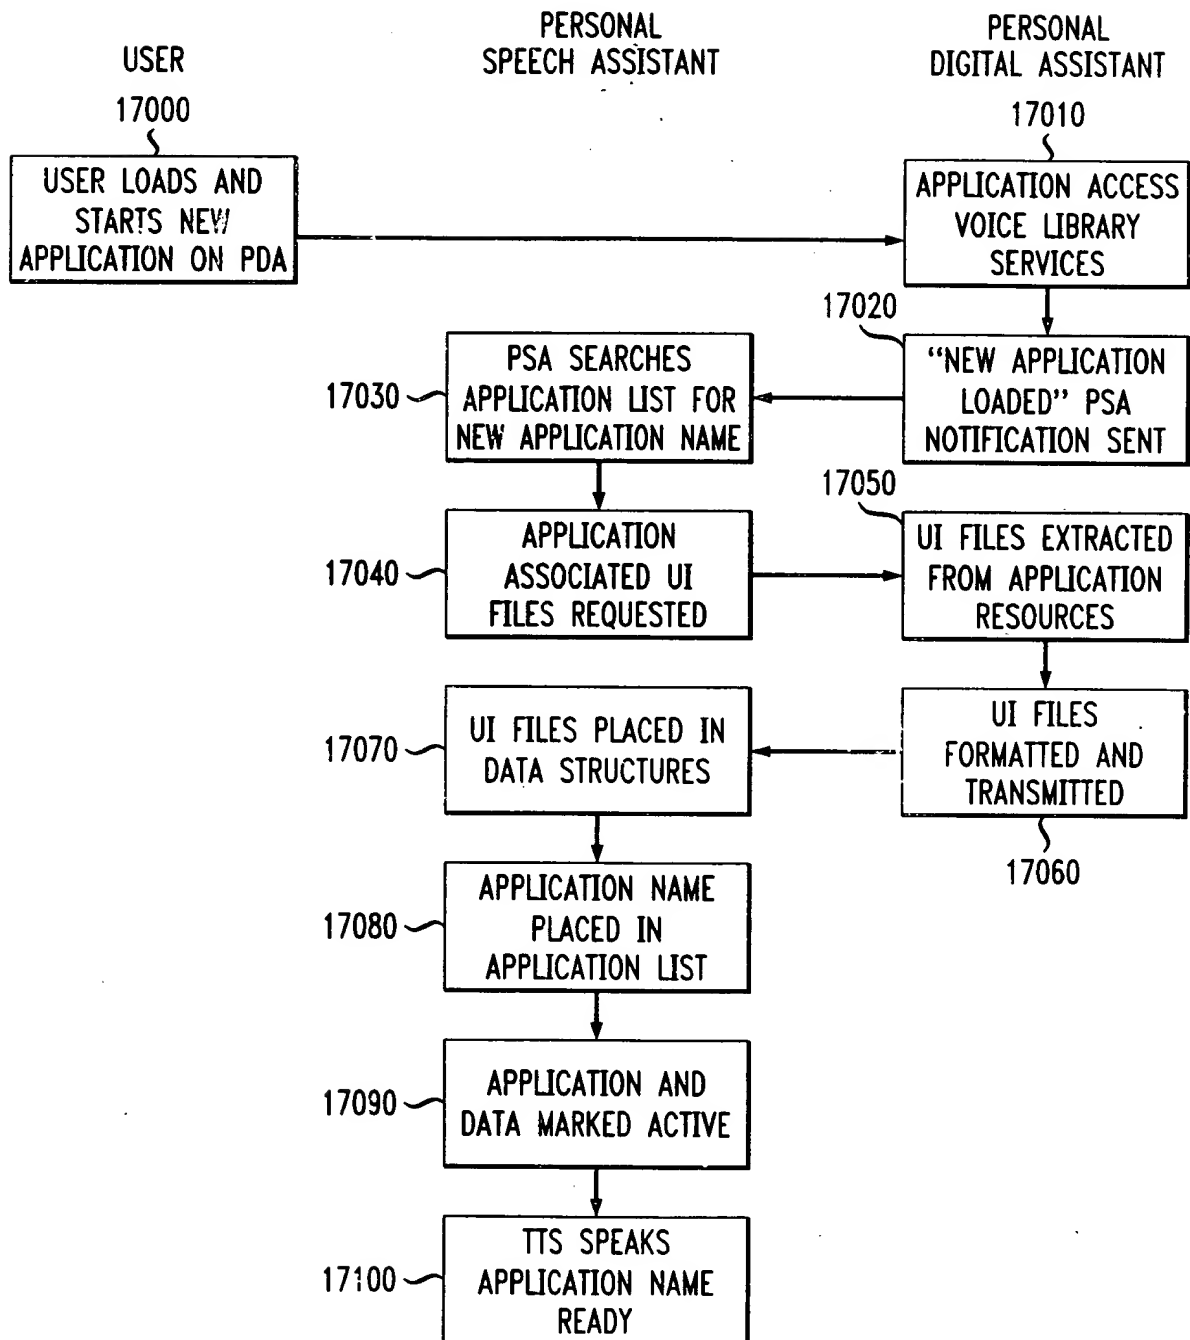 USER
PERSONAL
SPEECH ASSISTANT
PERSONAL
DIGITAL ASSISTANT
17000
USER LOADS AND
STARTS NEW
APPLICATION ON PDA
17010
APPLICATION ACCESS
VOICE LIBRARY
SERVICES
17020
"NEW APPLICATION
LOADED" PSA
NOTIFICATION SENT
17030
PSA SEARCHES
APPLICATION LIST FOR
NEW APPLICATION NAME
17040
APPLICATION
ASSOCIATED UI
FILES REQUESTED
17050
UI FILES EXTRACTED
FROM APPLICATION
RESOURCES
UI FILES
FORMATTED AND
TRANSMITTED
17060
17070
UI FILES PLACED IN
DATA STRUCTURES
17080
APPLICATION NAME
PLACED IN
APPLICATION LIST
17090
APPLICATION AND
DATA MARKED ACTIVE
17100
TTS SPEAKS
APPLICATION NAME
READY